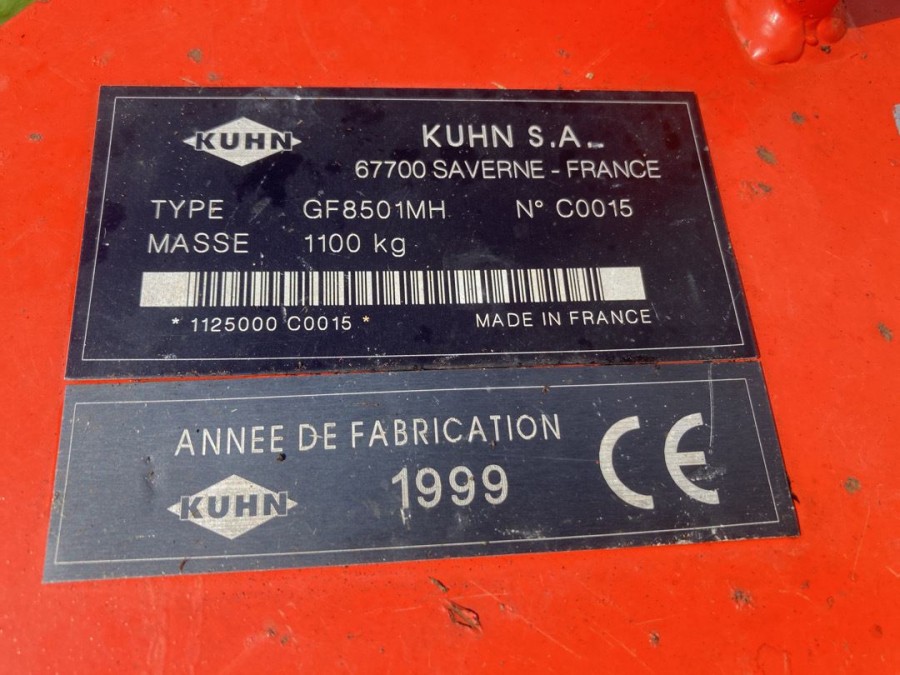 KUHN
KUHN S.A.
67700 SAVERNE - FRANCE
TYPE GF8501MH N° C0015
MASSE 1100 kg
* 1125000 C0015 *
MADE IN FRANCE
ANNEE DE FABRICATION
KUHN
1999
CE